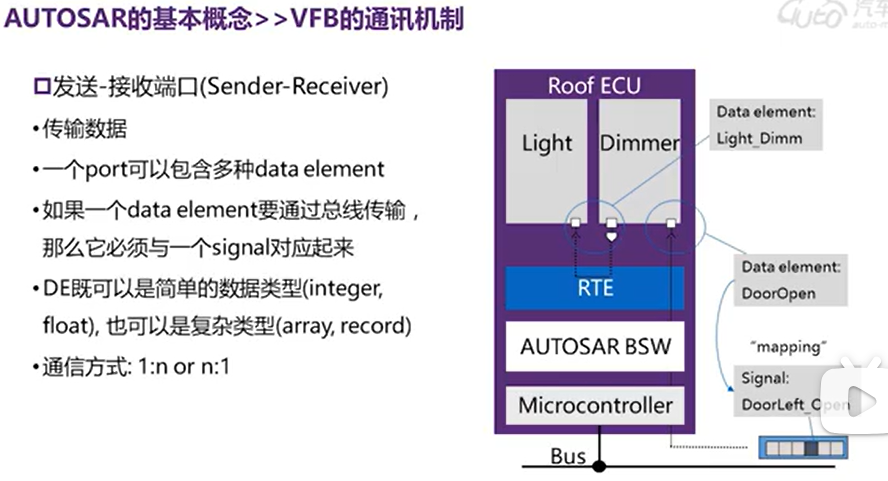 AUTOSAR的基本概念>>VFB的通讯机制
汽车
auto-m
发送-接收端口(Sender-Receiver)
•传输数据
•一个port可以包含多种data element
•如果一个data element要通过总线传输，
那么它必须与一个signal对应起来
•DE既可以是简单的数据类型(integer,
float), 也可以是复杂类型(array, record)
•通信方式: 1:n or n:1
Roof ECU
Light
Dimmer
RTE
AUTOSAR BSW
Microcontroller
Bus
Data element:
Light_Dimm
Data element:
DoorOpen
“mapping”
Signal:
DoorLeft_Open